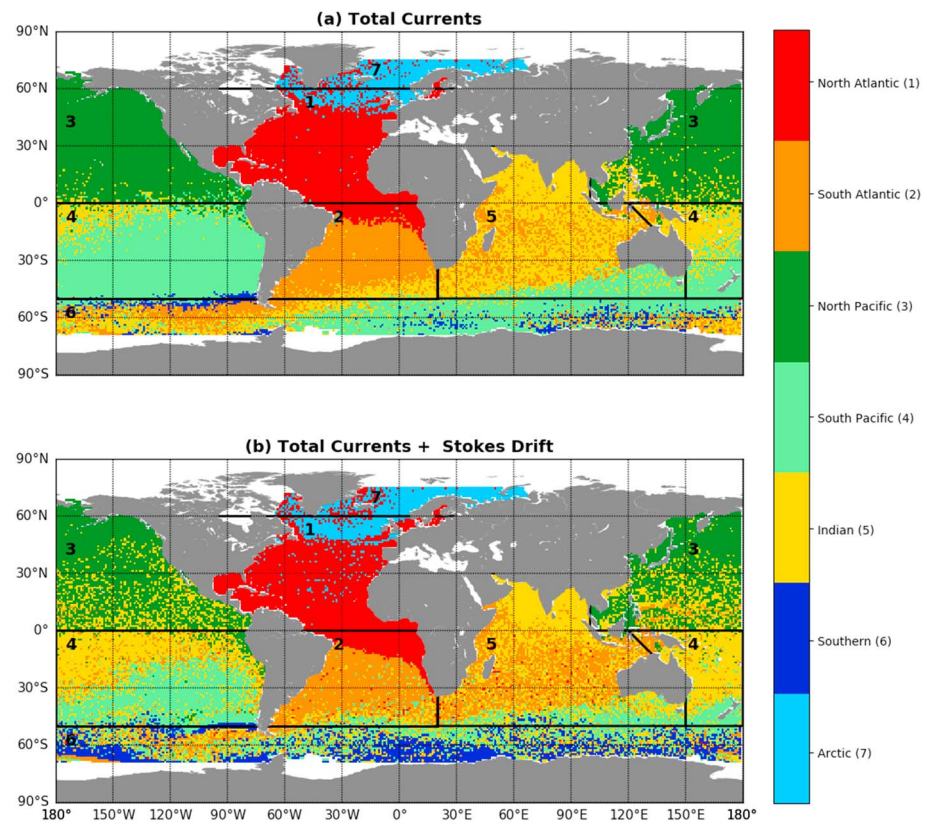 (a) Total Currents
90°N
60°N
30°N
0°
30°S
60°S
90°S
7
1
3
3
4
2
5
4
6
(b) Total Currents + Stokes Drift
90°N
60°N
30°N
0°
30°S
60°S
90°S
7
1
3
3
4
2
5
4
6
180° 150°W 120°W 90°W 60°W 30°W 0° 30°E 60°E 90°E 120°E 150°E 180°
North Atlantic (1)
South Atlantic (2)
North Pacific (3)
South Pacific (4)
Indian (5)
Southern (6)
Arctic (7)